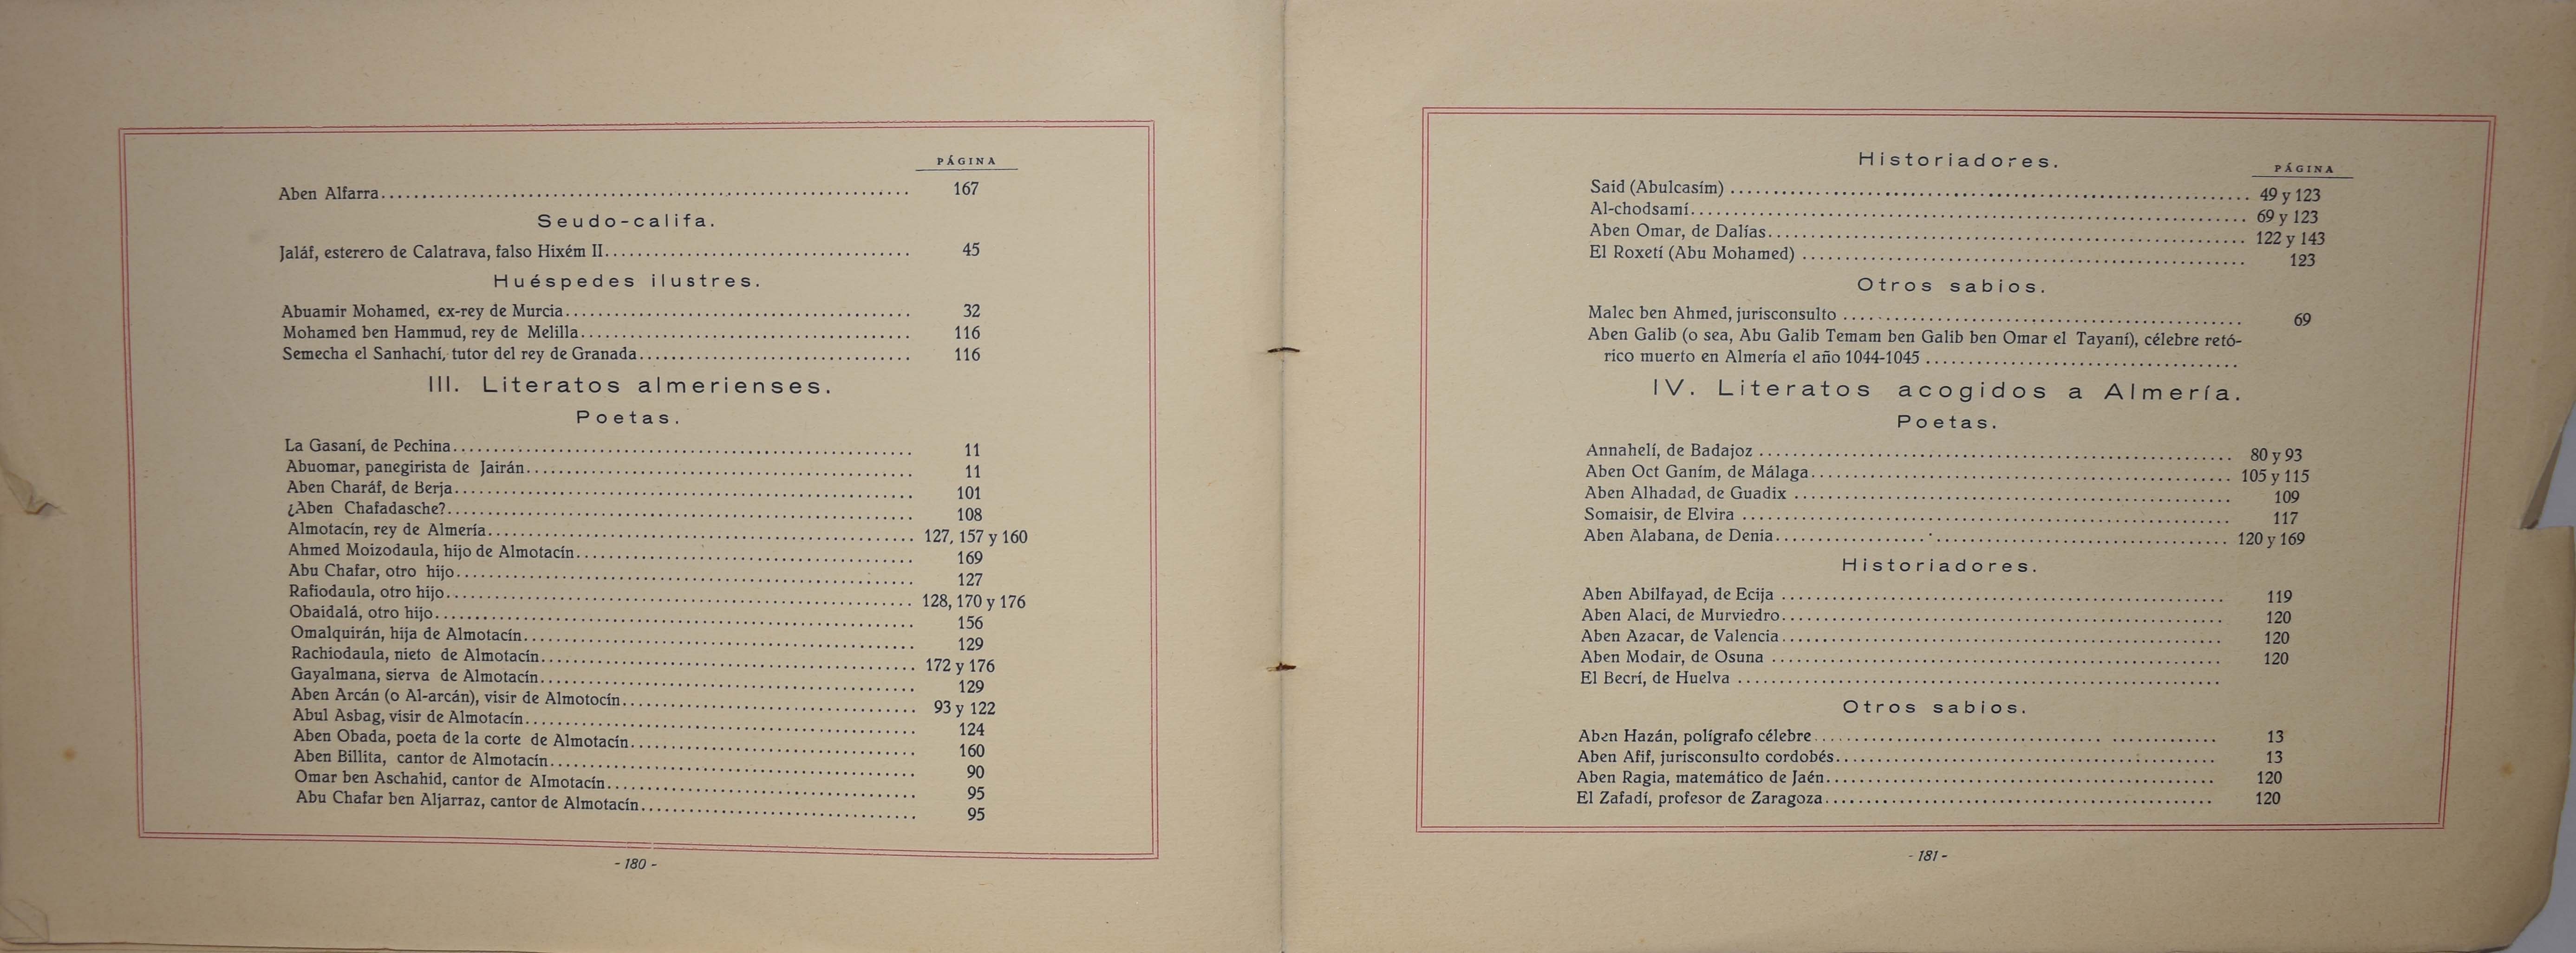 PÁGINA
Aben Alfarra........ 167
Seudo-califa.
Jaláf, esterero de Calatrava, falso Hixém II........ 45
Huéspedes ilustres.
Abuamir Mohamed, ex-rey de Murcia........ 32
Mohamed ben Hammud, rey de Melilla........ 116
Semecha el Sanhachí, tutor del rey de Granada........ 116
III. Literatos almerienses.
Poetas.
La Gasaní, de Pechina........ 11
Abuomar, panegirista de Jairán........ 11
Aben Charáf, de Berja........ 101
¿Aben Chafadasche?........ 108
Almotacín, rey de Almería........ 127, 157 y 160
Ahmed Moizodaula, hijo de Almotacín........ 169
Abu Chafar, otro hijo........ 127
Rafiodaula, otro hijo........ 128, 170 y 176
Obaidalá, otro hijo........ 156
Omalquirán, hija de Almotacín........ 129
Rachiodaula, nieto de Almotacín........ 172 y 176
Gayalmana, sierva de Almotacín........ 129
Aben Arcán (o Al-arcán), visir de Almotocín........ 93 y 122
Abul Asbag, visir de Almotacín........ 124
Aben Obada, poeta de la corte de Almotacín........ 160
Aben Billita, cantor de Almotacín........ 90
Omar ben Aschahid, cantor de Almotacín........ 95
Abu Chafar ben Aljarraz, cantor de Almotacín........ 95
- 180 -
Historiadores.
PÁGINA
Said (Abulcasím)........ 49 y 123
Al-chodsamí........ 69 y 123
Aben Omar, de Dalías........ 122 y 143
El Roxetí (Abu Mohamed)........ 123
Otros sabios.
Malec ben Ahmed, jurisconsulto........ 69
Aben Galib (o sea, Abu Galib Temam ben Galib ben Omar el Tayaní), célebre retó-
rico muerto en Almería el año 1044-1045........
IV. Literatos acogidos a Almería.
Poetas.
Annahelí, de Badajoz........ 80 y 93
Aben Oct Ganím, de Málaga........ 105 y 115
Aben Alhadad, de Guadix........ 109
Somaisir, de Elvira........ 117
Aben Alabana, de Denia........ 120 y 169
Historiadores.
Aben Abilfayad, de Ecija........ 119
Aben Alaci, de Murviedro........ 120
Aben Azacar, de Valencia........ 120
Aben Modair, de Osuna........ 120
El Becrí, de Huelva........
Otros sabios.
Aben Hazán, polígrafo célebre........ 13
Aben Afif, jurisconsulto cordobés........ 13
Aben Ragia, matemático de Jaén........ 120
El Zafadí, profesor de Zaragoza........ 120
- 181 -